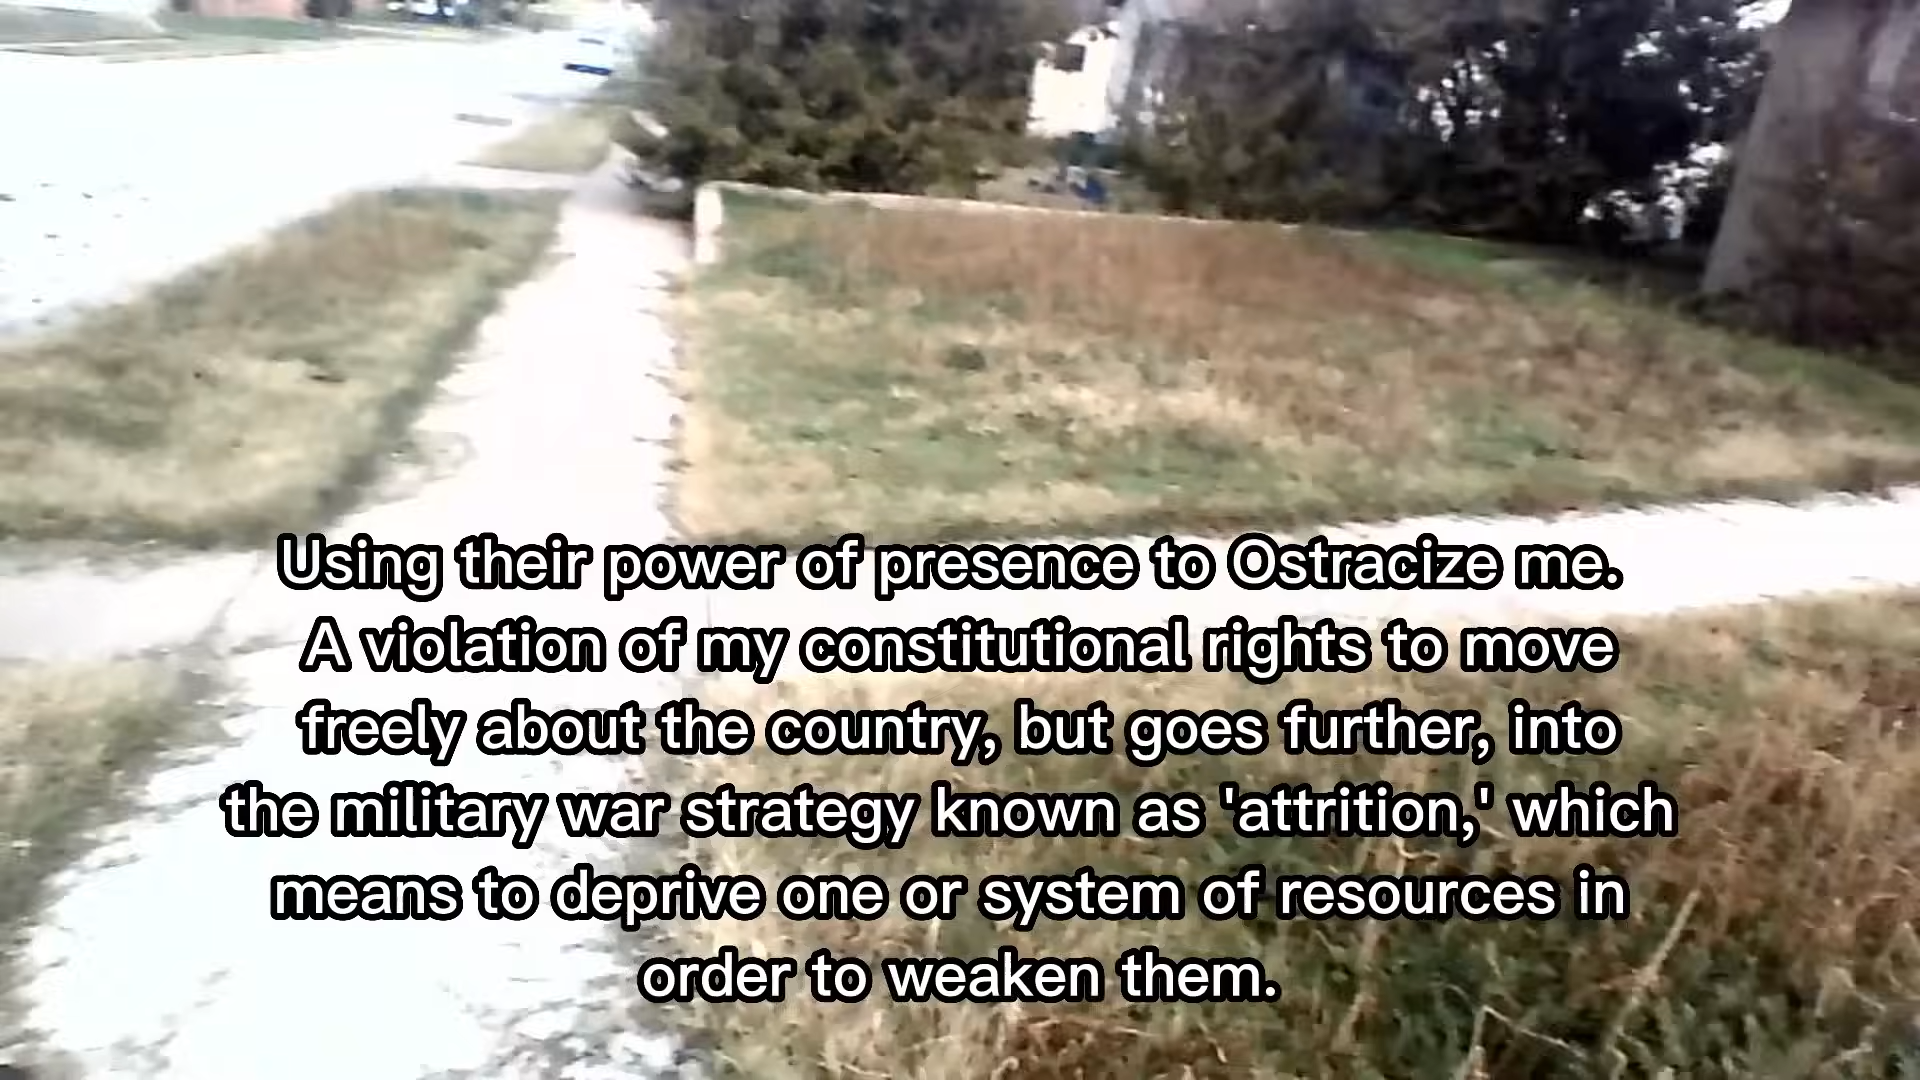 Using their power of presence to Ostracize me.
A violation of my constitutional rights to move
freely about the country, but goes further, into
the military war strategy known as 'attrition,' which
means to deprive one or system of resources in
order to weaken them.